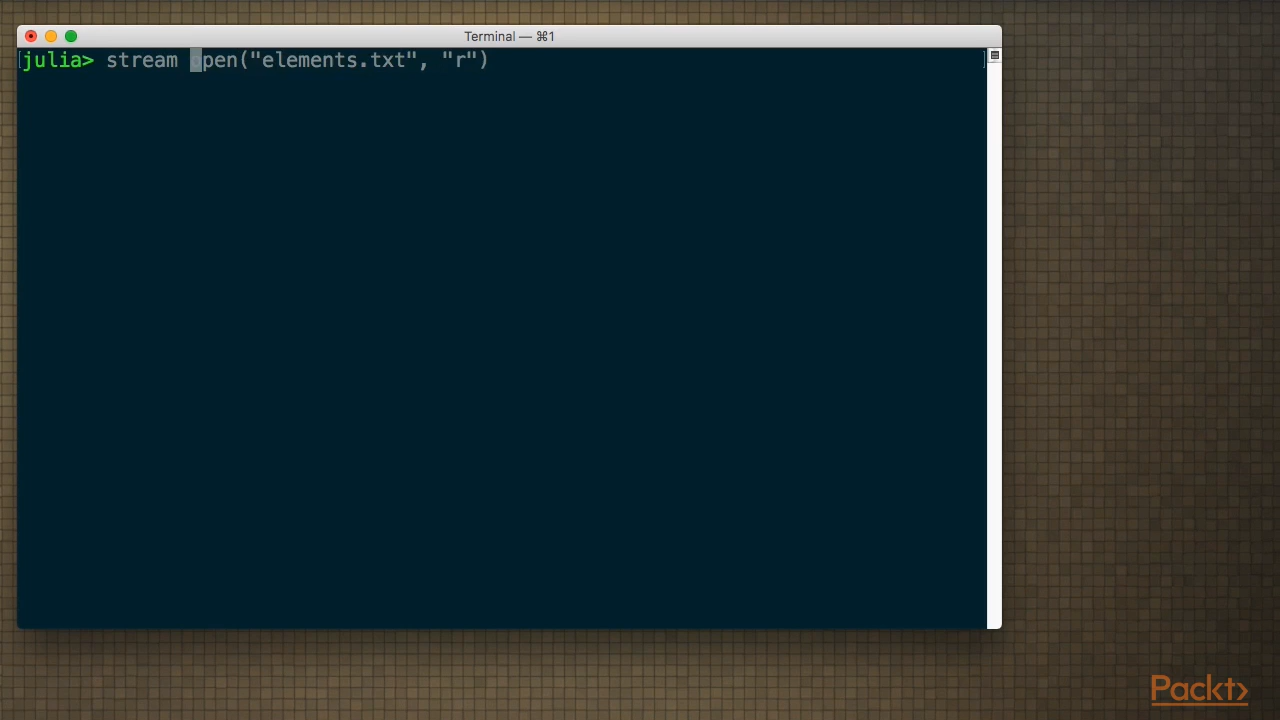 Terminal — ⌘1
julia> stream open("elements.txt", "r")
Packt>